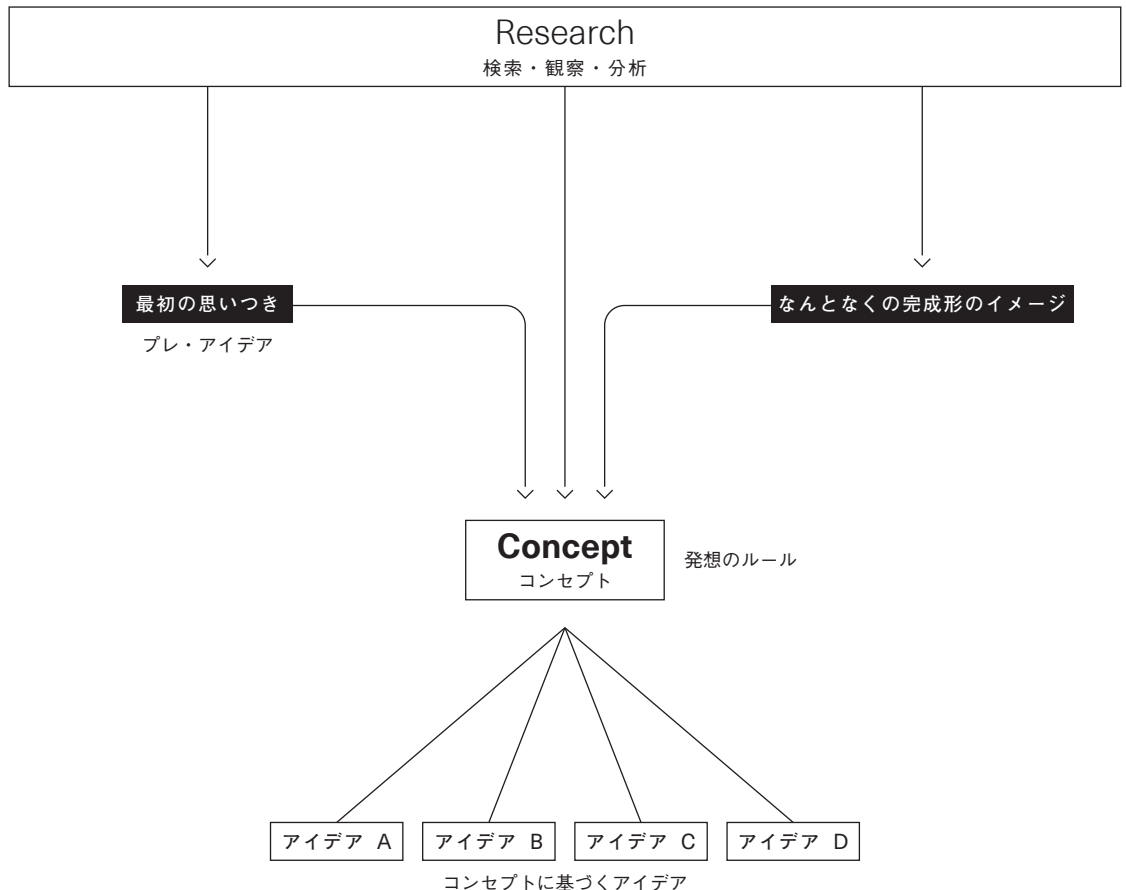 Research
検索・観察・分析
最初の思いつき
なんとなくの完成形のイメージ
プレ・アイデア
Concept
コンセプト
発想のルール
アイデア A
アイデア B
アイデア C
アイデア D
コンセプトに基づくアイデア